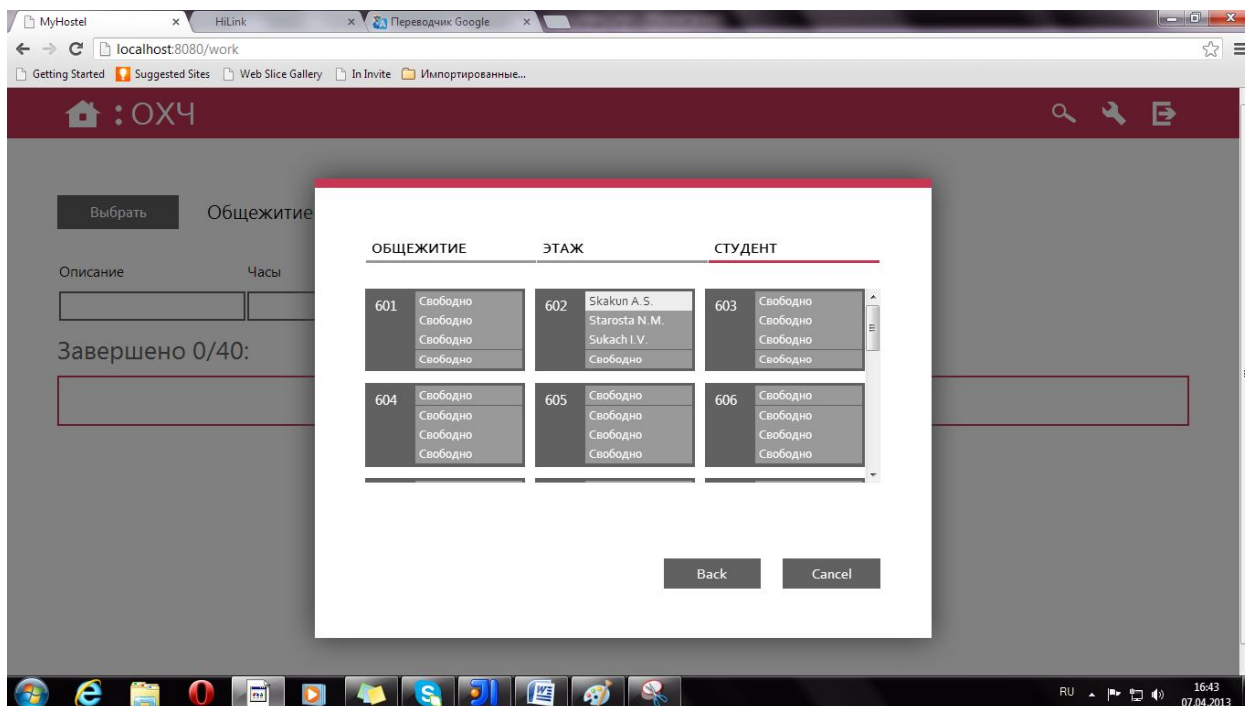 MyHostel
HiLink
Переводчик Google
localhost:8080/work
Getting Started Suggested Sites Web Slice Gallery In Invite Импортированные...
: ОХЧ
Выбрать Общежитие
Описание Часы
Завершено 0/40:
ОБЩЕЖИТИЕ ЭТАЖ СТУДЕНТ
601
Свободно
Свободно
Свободно
Свободно
602
Skakun A.S.
Starosta N.M.
Sukach I.V.
Свободно
603
Свободно
Свободно
Свободно
Свободно
604
Свободно
Свободно
Свободно
Свободно
605
Свободно
Свободно
Свободно
Свободно
606
Свободно
Свободно
Свободно
Свободно
Back Cancel
RU
16:43
07.04.2013